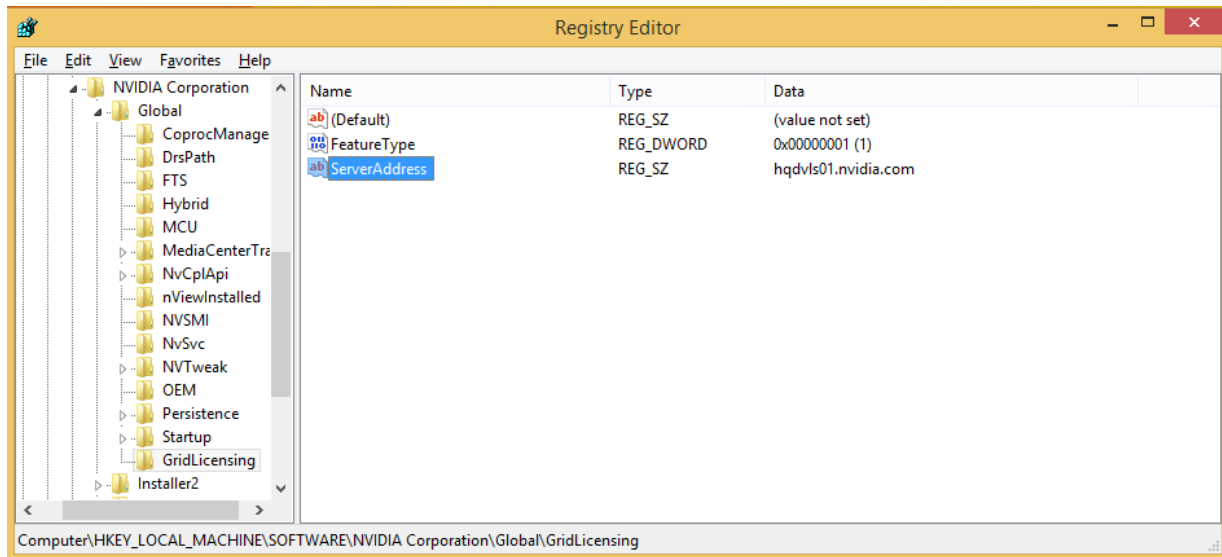 Registry Editor
File Edit View Favorites Help
NVIDIA Corporation
Global
CoprocManage
DrsPath
FTS
Hybrid
MCU
MediaCenterTra
NvCplApi
nViewInstalled
NVSMI
NvSvc
NVTweak
OEM
Persistence
Startup
GridLicensing
Installer2
Name Type Data
(Default) REG_SZ (value not set)
FeatureType REG_DWORD 0x00000001 (1)
ServerAddress REG_SZ hqdvls01.nvidia.com
Computer\HKEY_LOCAL_MACHINE\SOFTWARE\NVIDIA Corporation\Global\GridLicensing